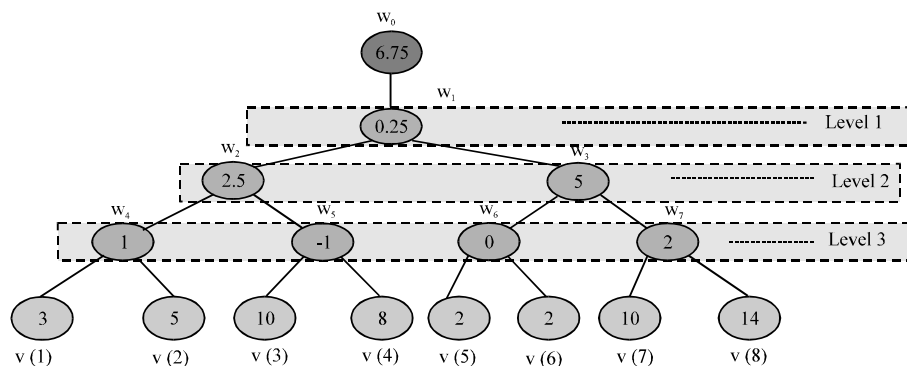 w₀
6.75
w₁
0.25 Level 1
w₂ w₃
2.5 5 Level 2
w₄ w₅ w₆ w₇
1 -1 0 2 Level 3
3 5 10 8 2 2 10 14
v (1) v (2) v (3) v (4) v (5) v (6) v (7) v (8)